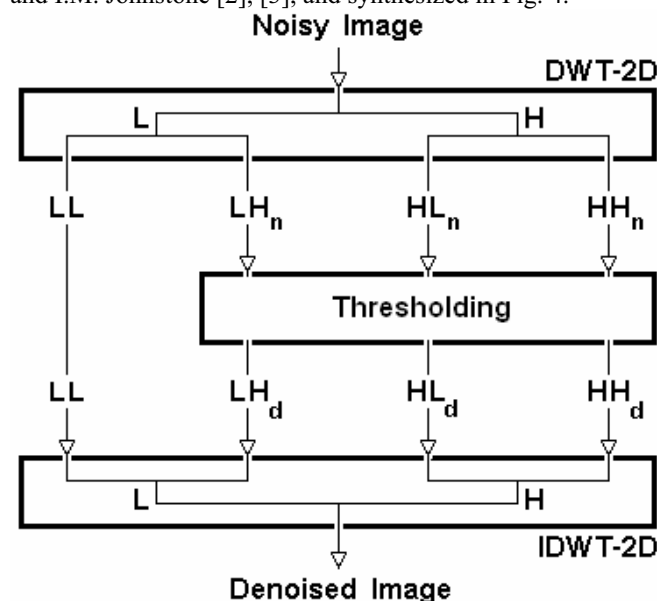 and I.M. Johnstone [2], [3], and synthesized in Fig. 4.
Noisy Image
DWT-2D
L H
LL LHn HLn HHn
Thresholding
LL LHd HLd HHd
L H
IDWT-2D
Denoised Image